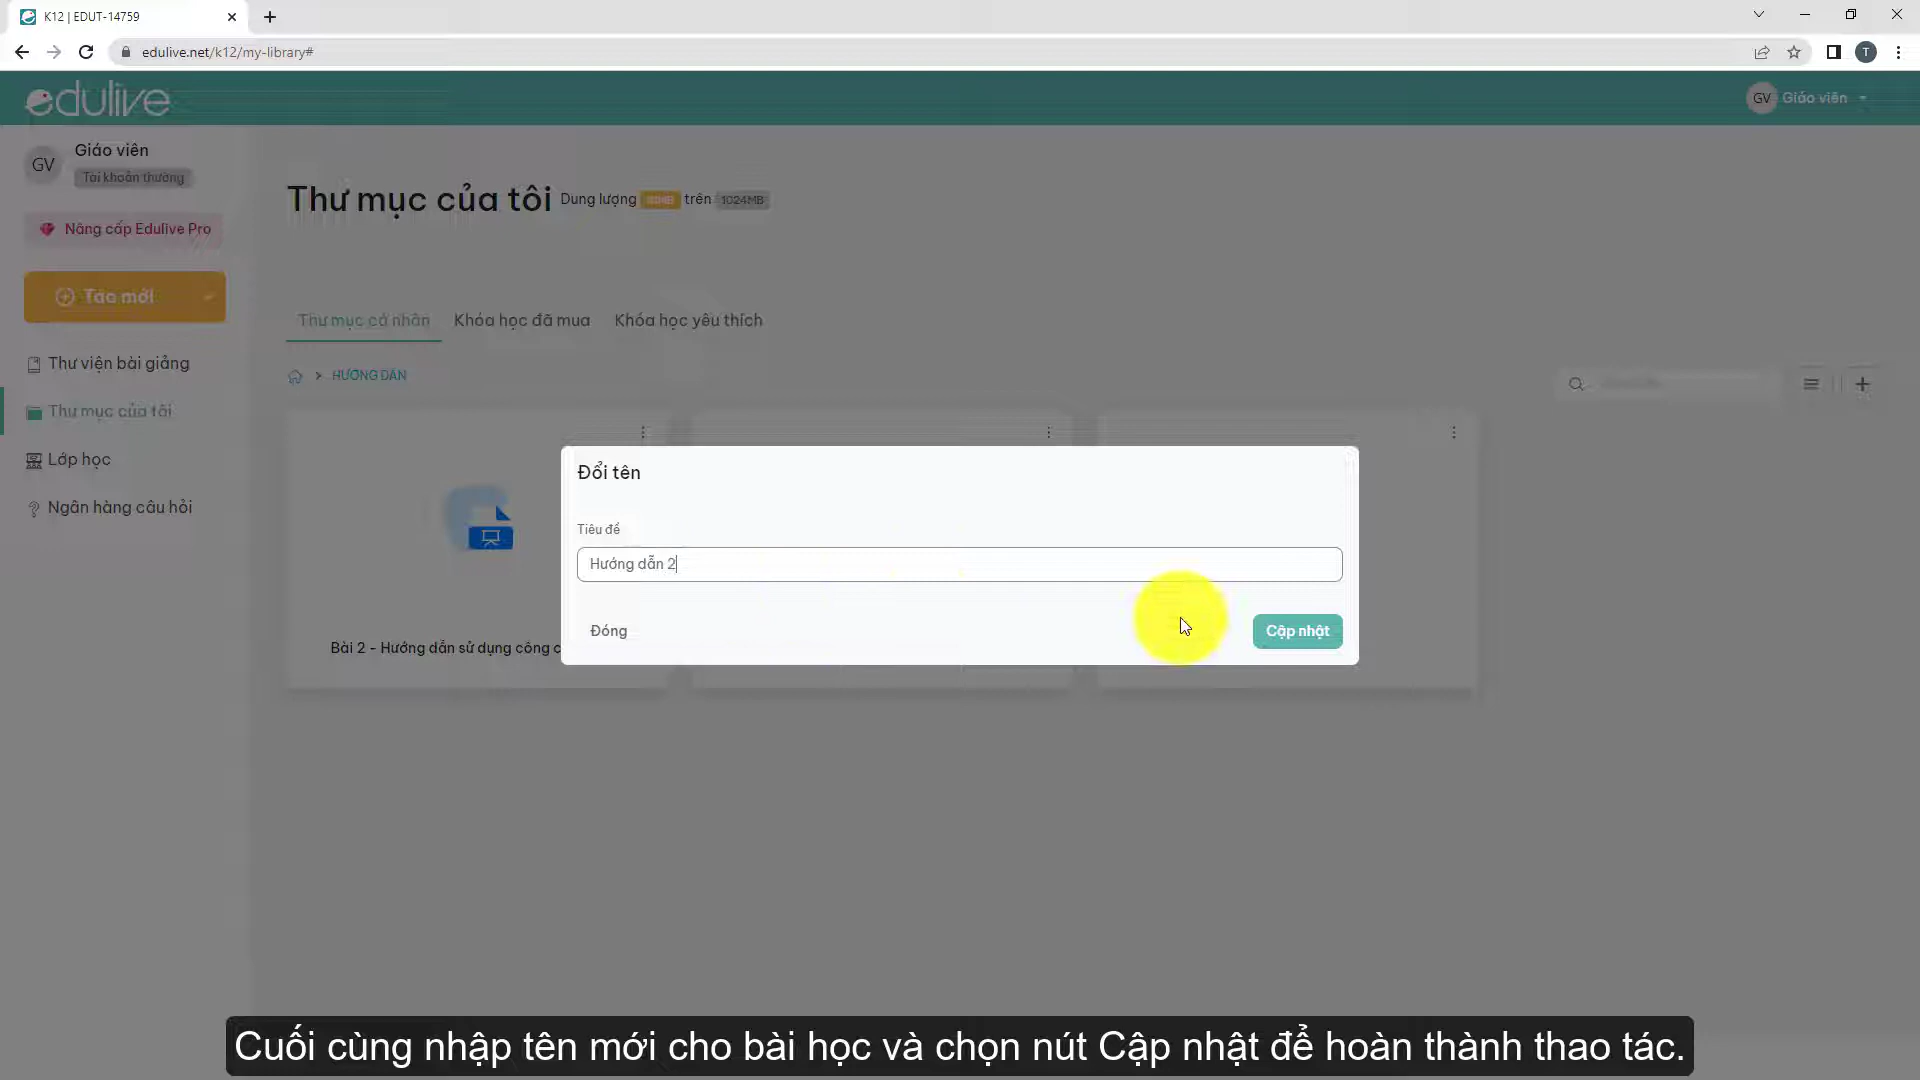 K12 | EDUT-14759
edulive.net/k12/my-library#
T
edulive
GV Giáo viên
GV
Giáo viên
Tài khoản thường
Nâng cấp Edulive Pro
Tạo mới
Thư viện bài giảng
Thư mục của tôi
Lớp học
Ngân hàng câu hỏi
Thư mục của tôi Dung lượng trên 1024MB
Thư mục cá nhân Khóa học đã mua Khóa học yêu thích
HƯỚNG DẪN
Bài 2 - Hướng dẫn sử dụng công c
Đổi tên
Tiêu đề
Hướng dẫn 2
Đóng
Cập nhật
Cuối cùng nhập tên mới cho bài học và chọn nút Cập nhật để hoàn thành thao tác.